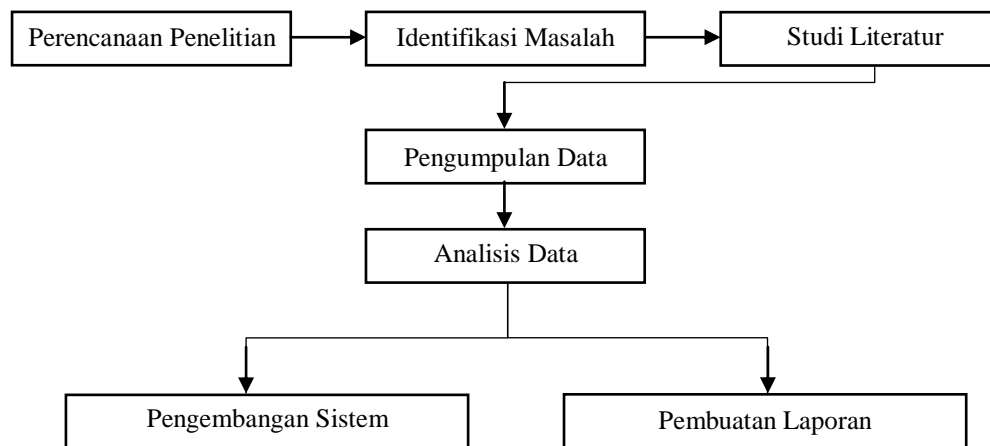 Perencanaan Penelitian
Identifikasi Masalah
Studi Literatur
Pengumpulan Data
Analisis Data
Pengembangan Sistem
Pembuatan Laporan